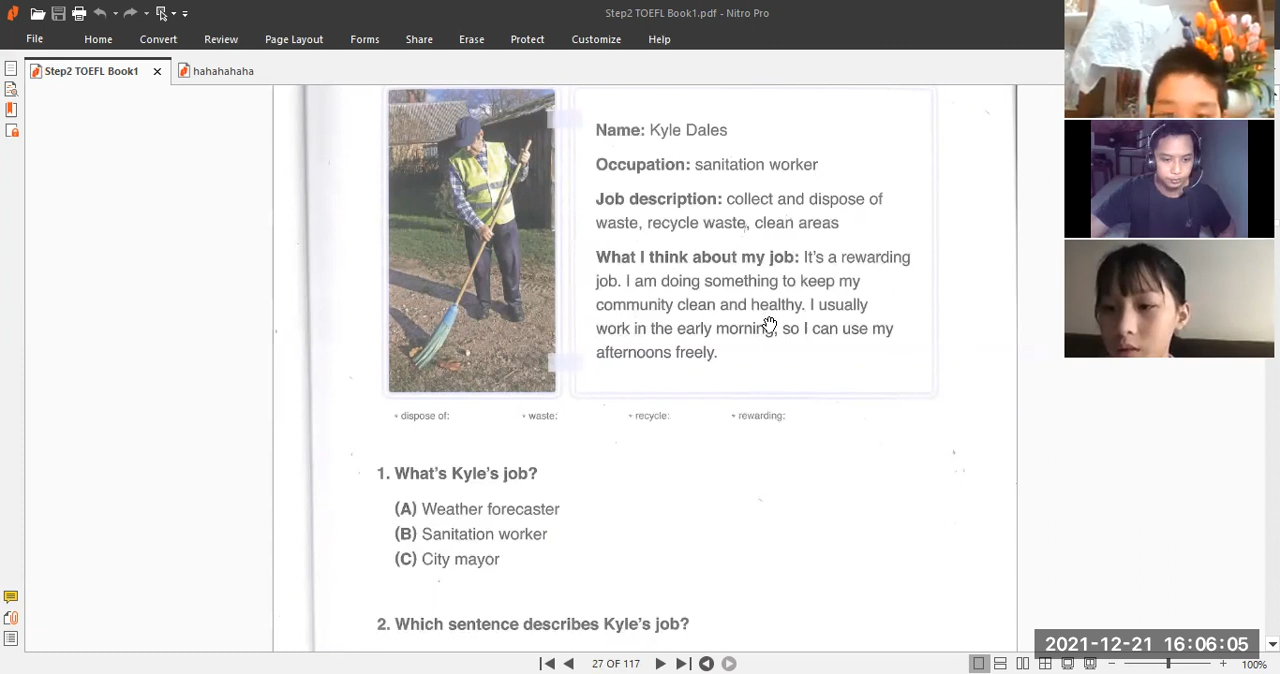 Step2 TOEFL Book1.pdf - Nitro Pro
File Home Convert Review Page Layout Forms Share Erase Protect Customize Help
Step2 TOEFL Book1 hahahahaha
Name: Kyle Dales
Occupation: sanitation worker
Job description: collect and dispose of
waste, recycle waste, clean areas
What I think about my job: It's a rewarding
job. I am doing something to keep my
community clean and healthy. I usually
work in the early morning, so I can use my
afternoons freely.
dispose of: waste: recycle: rewarding:
1. What's Kyle's job?
(A) Weather forecaster
(B) Sanitation worker
(C) City mayor
2. Which sentence describes Kyle's job?
2021-12-21 16:06:05
27 OF 117
100%